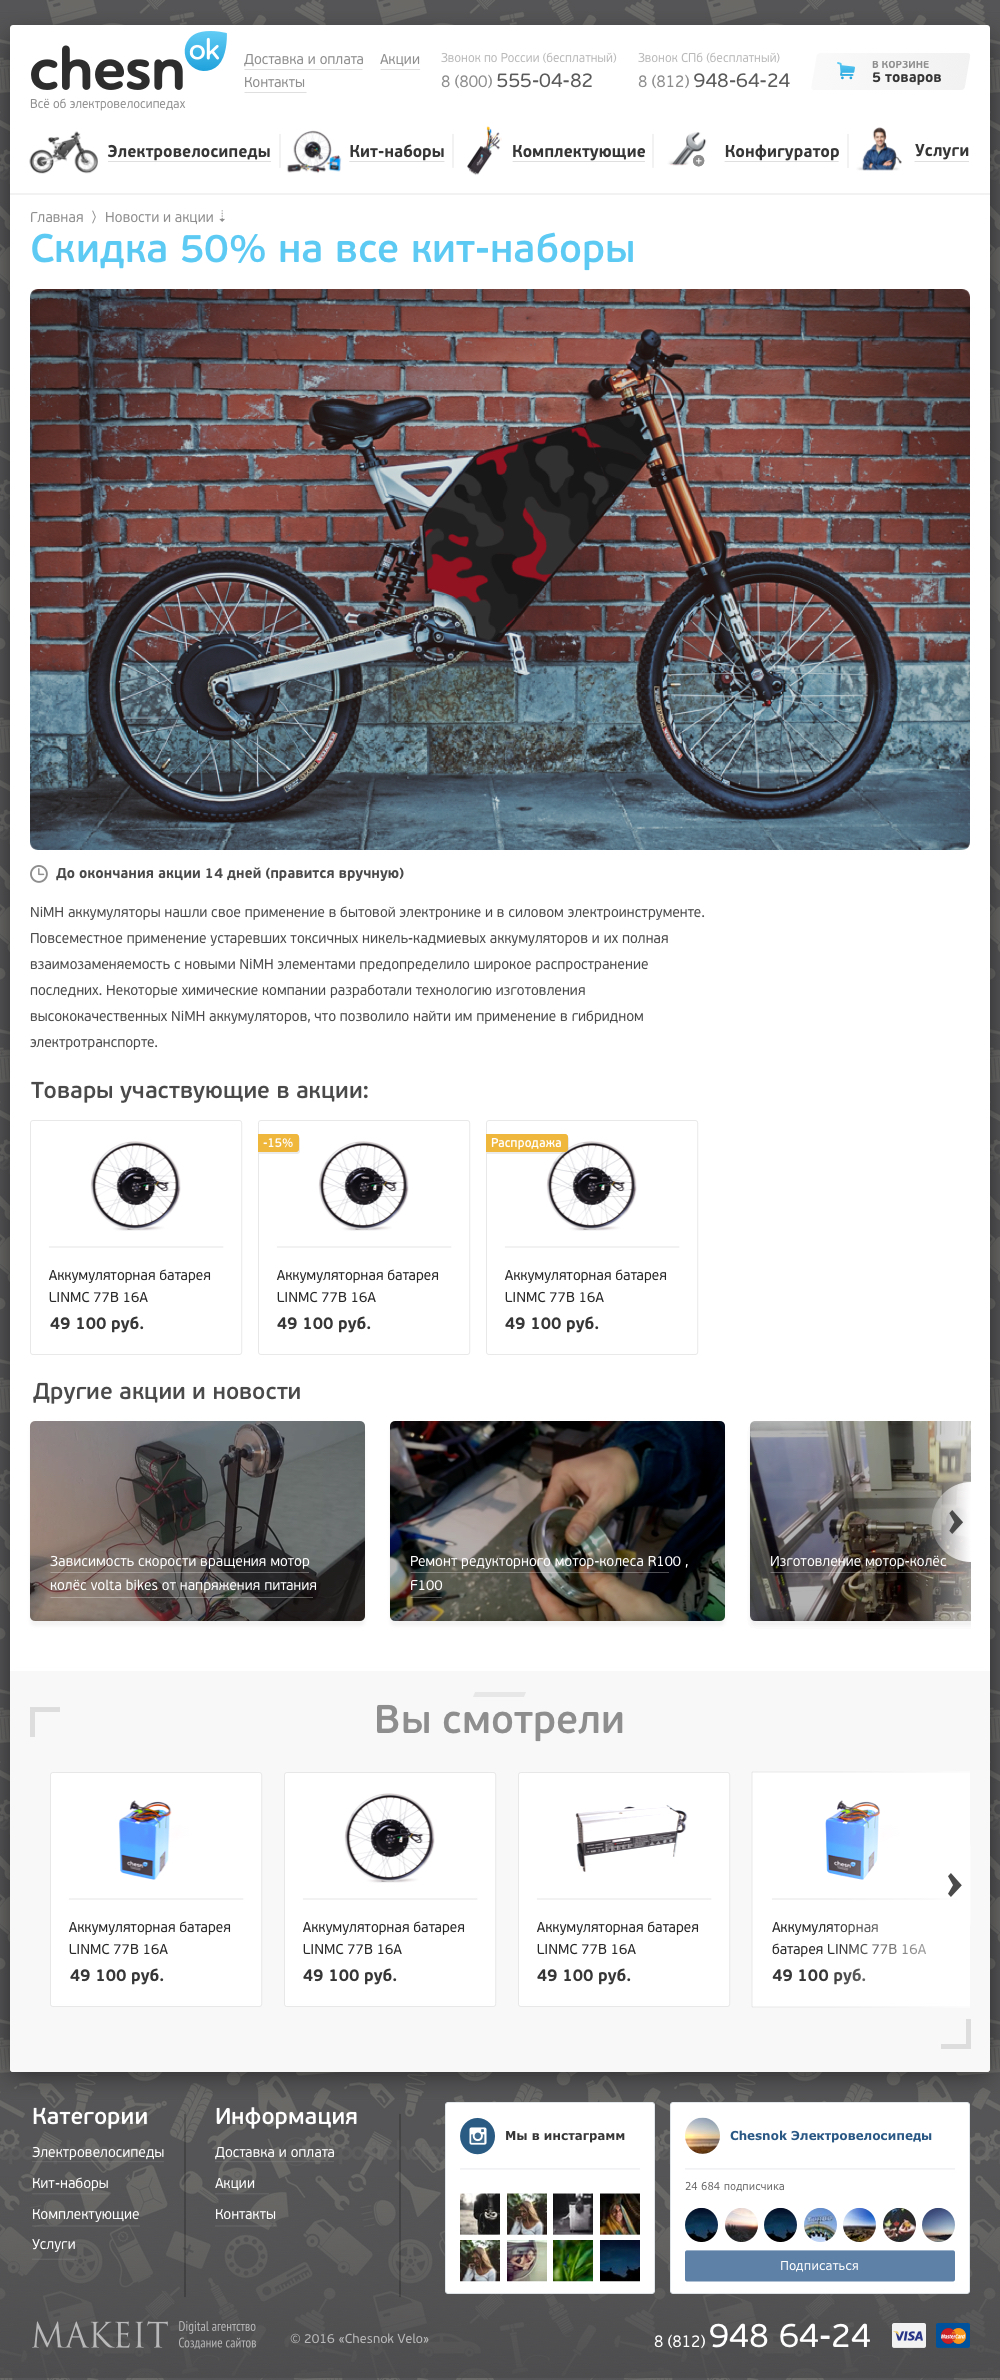 chesn ok
Всё об электровелосипедах
Доставка и оплата
Акции
Контакты
Звонок по России (бесплатный)
8 (800) 555-04-82
Звонок СПб (бесплатный)
8 (812) 948-64-24
В КОРЗИНЕ
5 товаров
Электровелосипеды
Кит-наборы
Комплектующие
Конфигуратор
Услуги
Главная 〉 Новости и акции
Скидка 50% на все кит-наборы
До окончания акции 14 дней (правится вручную)
NiMH аккумуляторы нашли свое применение в бытовой электронике и в силовом электроинструменте.
Повсеместное применение устаревших токсичных никель-кадмиевых аккумуляторов и их полная
взаимозаменяемость с новыми NiMH элементами предопределило широкое распространение
последних. Некоторые химические компании разработали технологию изготовления
высококачественных NiMH аккумуляторов, что позволило найти им применение в гибридном
электротранспорте.
Товары участвующие в акции:
Аккумуляторная батарея
LINMC 77В 16А
49 100 руб.
-15%
Аккумуляторная батарея
LINMC 77В 16А
49 100 руб.
Распродажа
Аккумуляторная батарея
LINMC 77В 16А
49 100 руб.
Другие акции и новости
Зависимость скорости вращения мотор
колёс volta bikes от напряжения питания
Ремонт редукторного мотор-колеса R100 ,
F100
Изготовление мотор-колёс
Вы смотрели
chesn
Аккумуляторная батарея
LINMC 77В 16А
49 100 руб.
Аккумуляторная батарея
LINMC 77В 16А
49 100 руб.
Аккумуляторная батарея
LINMC 77В 16А
49 100 руб.
chesn
Аккумуляторная
батарея LINMC 77В 16А
49 100 руб.
Категории
Электровелосипеды
Кит-наборы
Комплектующие
Услуги
Информация
Доставка и оплата
Акции
Контакты
Мы в инстаграмм
Chesnok Электровелосипеды
24 684 подписчика
Подписаться
MAKEIT
Digital агентство
Создание сайтов
© 2016 «Chesnok Velo»
8 (812) 948 64-24
VISA
MasterCard